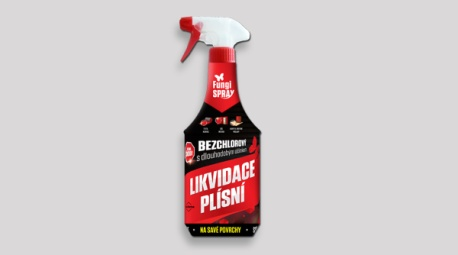 Fungi
SPRAY
BEZCHLOROVÝ
s dlouhodobým účinkem
LIKVIDACE
PLÍSNÍ
NA SAVÉ POVRCHY